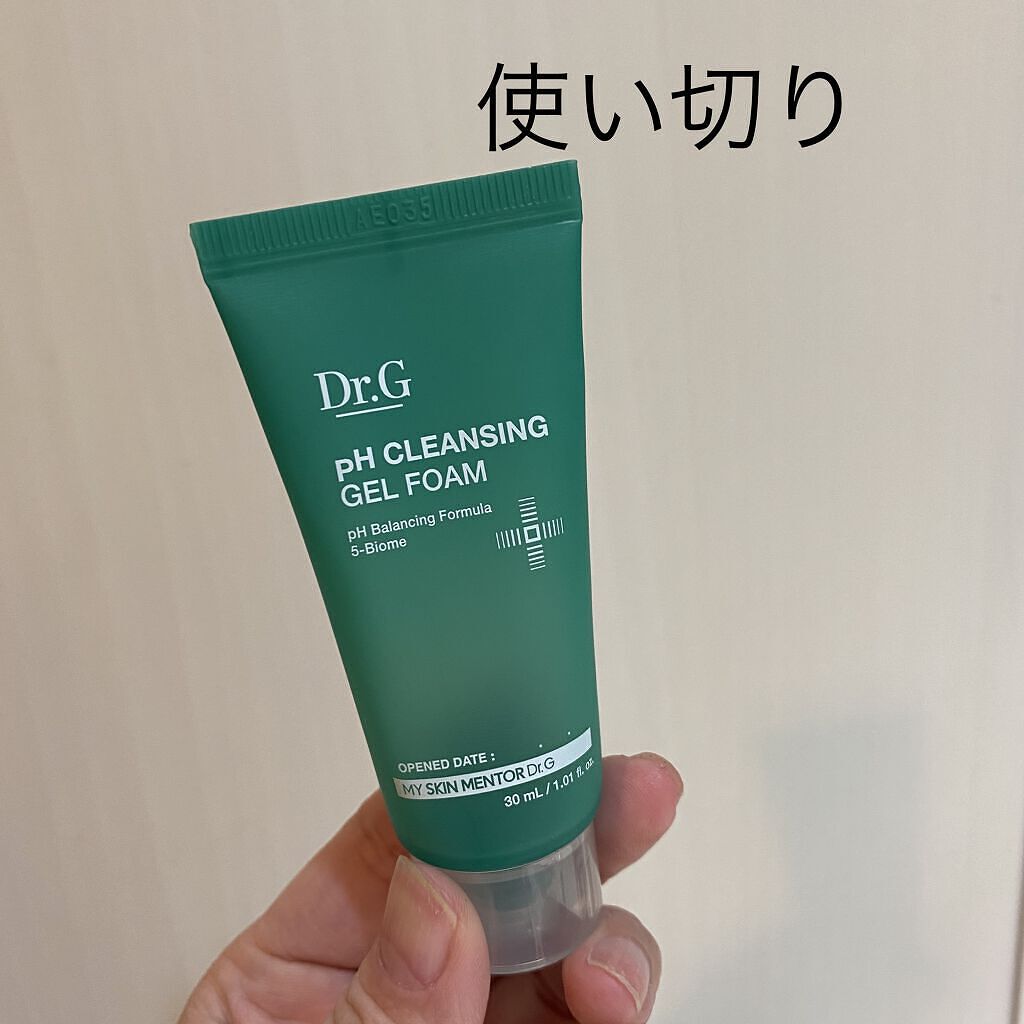 使い切り
AE035
Dr.G
pH CLEANSING
GEL FOAM
pH Balancing Formula
5-Biome
OPENED DATE : . .
MY SKIN MENTOR Dr.G
30 mL / 1.01 fl. oz.